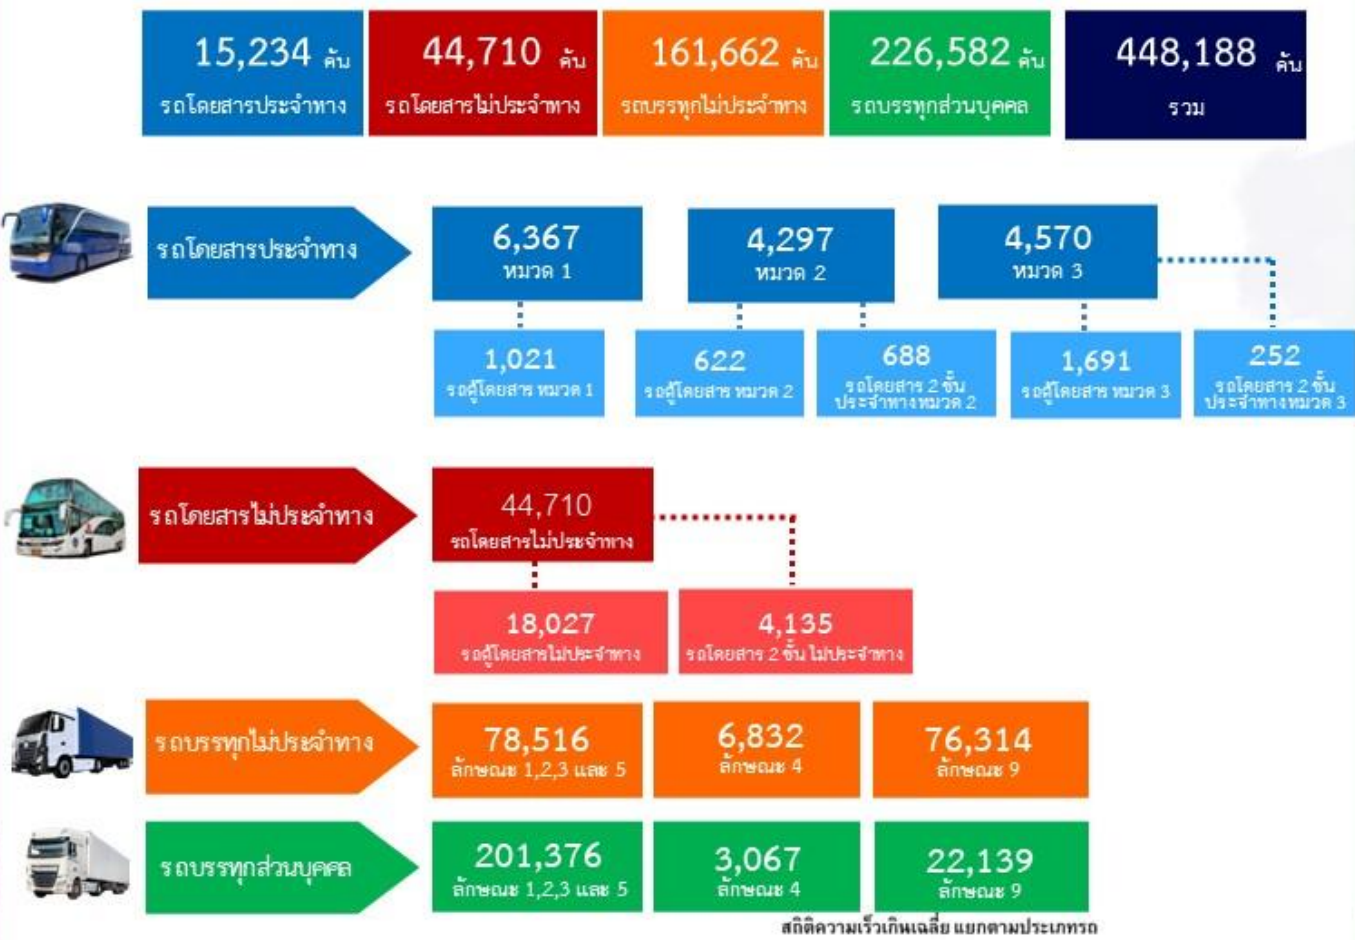 15,234 คัน
รถโดยสารประจำทาง
44,710 คัน
รถโดยสารไม่ประจำทาง
161,662 คัน
รถบรรทุกไม่ประจำทาง
226,582 คัน
รถบรรทุกส่วนบุคคล
448,188 คัน
รวม
รถโดยสารประจำทาง
6,367
หมวด 1
4,297
หมวด 2
4,570
หมวด 3
1,021
รถตู้โดยสาร หมวด 1
622
รถตู้โดยสาร หมวด 2
688
รถโดยสาร 2 ชั้น
ประจำทางหมวด 2
1,691
รถตู้โดยสาร หมวด 3
252
รถโดยสาร 2 ชั้น
ประจำทางหมวด 3
รถโดยสารไม่ประจำทาง
44,710
รถโดยสารไม่ประจำทาง
18,027
รถตู้โดยสารไม่ประจำทาง
4,135
รถโดยสาร 2 ชั้น ไม่ประจำทาง
รถบรรทุกไม่ประจำทาง
78,516
ลักษณะ 1,2,3 และ 5
6,832
ลักษณะ 4
76,314
ลักษณะ 9
รถบรรทุกส่วนบุคคล
201,376
ลักษณะ 1,2,3 และ 5
3,067
ลักษณะ 4
22,139
ลักษณะ 9
สถิติความเร็วเกินเฉลี่ย แยกตามประเภทรถ